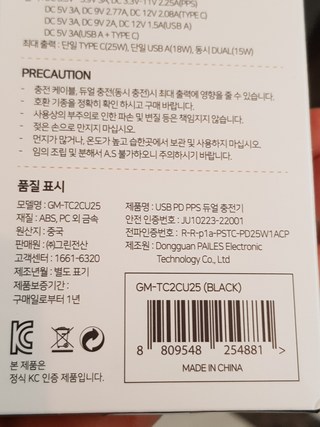 DC 5V 3A, DC 9V 2.77A, DC 12V 2.08A(TYPE C)
DC 5V 3A, DC 9V 2A, DC 12V 1.5A(USB A)
DC 5V 3A(USB A + TYPE C)
최대 출력 : 단일 TYPE C(25W), 단일 USB A(18W), 동시 DUAL(15W)
PRECAUTION
- 충전 케이블, 듀얼 충전(동시 충전)시 최대 출력에 영향을 줄 수 있습니다.
- 호환 기종을 정확히 확인 하시고 구매 바랍니다.
- 사용상의 부주의로 인한 파손 및 변질 등은 책임지지 않습니다.
- 젖은 손으로 만지지 마십시오.
- 먼지가 많거나, 온도가 높고 습한곳에서 보관 및 사용하지 마십시오.
- 임의 조립 및 분해서 A.S 불가하오니 주의하시기 바랍니다.
품질 표시
모델명 : GM-TC2CU25
재질 : ABS, PC 외 금속
원산지 : 중국
판매원 : ㈜그린전산
고객센터 : 1661-6320
제조년월 : 별도 표기
제품보증기간 :
구매일로부터 1년
제품명 : USB PD PPS 듀얼 충전기
안전 인증번호 : JU10223-22001
전파인증번호 : R-R-p1a-PSTC-PD25W1ACP
제조원 : Dongguan PAILES Electronic
Technology Co., Ltd
본 제품은
정식 KC 인증 제품입니다.
GM-TC2CU25 (BLACK)
8 809548 254881 >
MADE IN CHINA